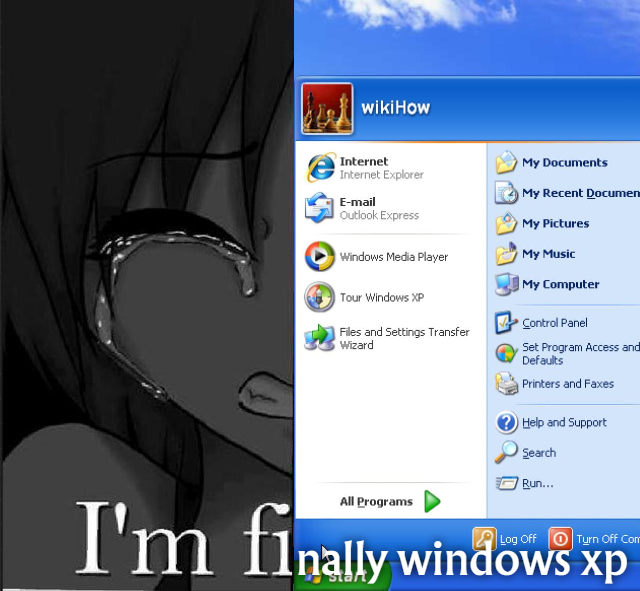 wikiHow
Internet
Internet Explorer
E-mail
Outlook Express
Windows Media Player
Tour Windows XP
Files and Settings Transfer
Wizard
All Programs
My Documents
My Recent Documen
My Pictures
My Music
My Computer
Control Panel
Set Program Access and
Defaults
Printers and Faxes
Help and Support
Search
Run...
Log Off
Turn Off Com
I'm finally windows xp
start